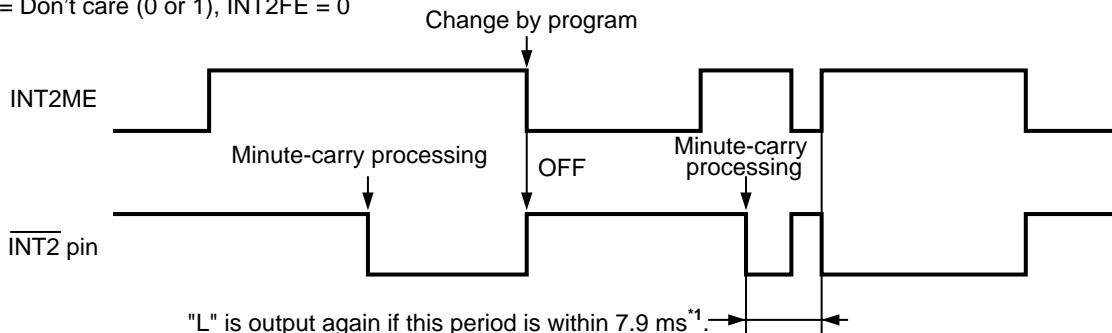 = Don't care (0 or 1), INT2FE = 0
Change by program
INT2ME
Minute-carry processing
OFF
Minute-carry
processing
INT2 pin
"L" is output again if this period is within 7.9 ms*1.